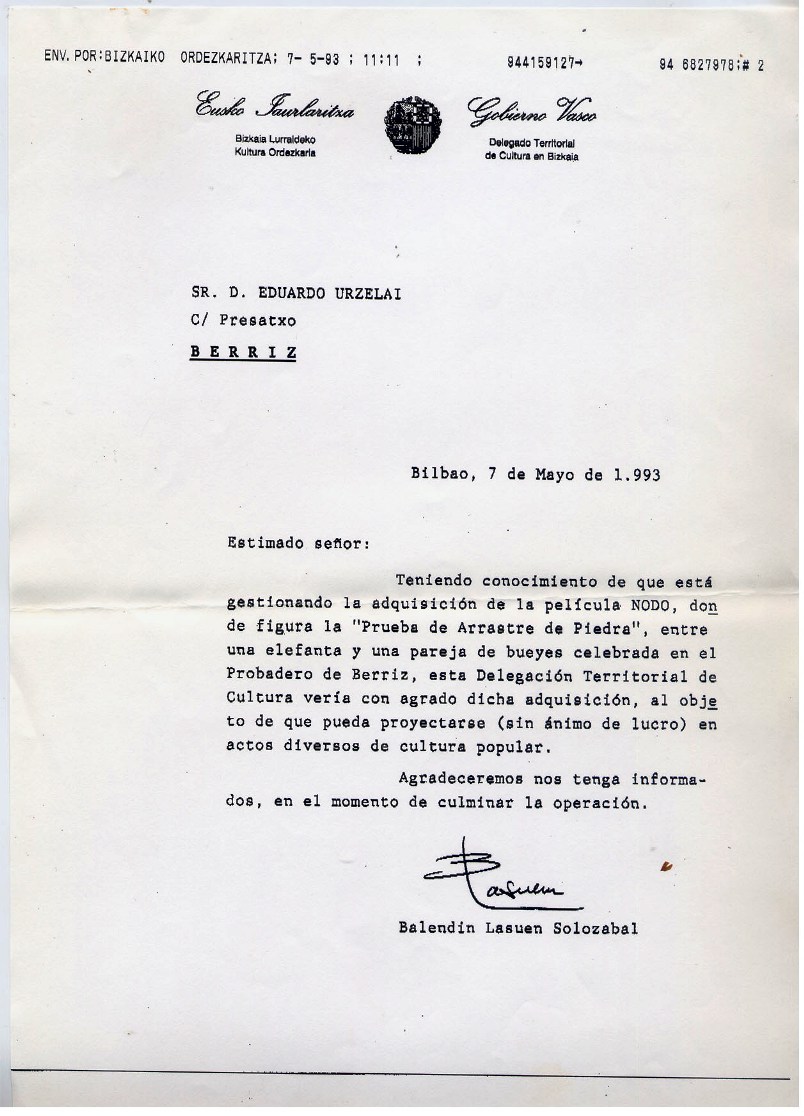 ENV. POR:BIZKAIKO ORDEZKARITZA; 7- 5-93 ; 11:11 ; 944159127→ 94 6827978;# 2
Eusko Jaurlaritza
Gobierno Vasco
Bizkaia Lurraldeko
Kultura Ordezkaria
Delegado Territorial
de Cultura en Bizkaia
SR. D. EDUARDO URZELAI
C/ Presatxo
B E R R I Z
Bilbao, 7 de Mayo de 1.993
Estimado señor:
Teniendo conocimiento de que está
gestionando la adquisición de la película NODO, don
de figura la "Prueba de Arrastre de Piedra", entre
una elefanta y una pareja de bueyes celebrada en el
Probadero de Berriz, esta Delegación Territorial de
Cultura vería con agrado dicha adquisición, al obje
to de que pueda proyectarse (sin ánimo de lucro) en
actos diversos de cultura popular.
Agradeceremos nos tenga informa-
dos, en el momento de culminar la operación.
B Lasuen
Balendin Lasuen Solozabal